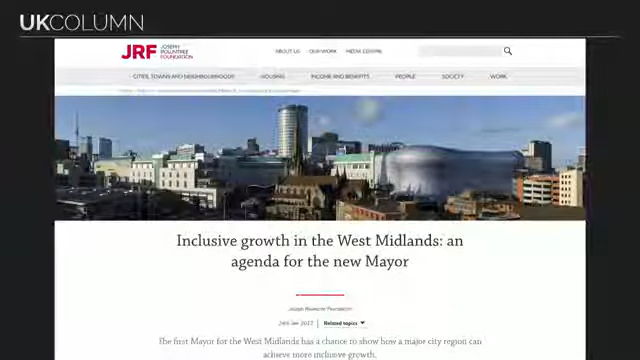 UKCOLUMN
JRF JOSEPH ROWNTREE FOUNDATION
ABOUT US OUR WORK MEDIA CENTRE
CITIES, TOWNS AND NEIGHBOURHOODS HOUSING INCOME AND BENEFITS PEOPLE SOCIETY WORK
Inclusive growth in the West Midlands: an
agenda for the new Mayor
Joseph Rowntree Foundation
24th Jan 2017 | Related topics
The first Mayor for the West Midlands has a chance to show how a major city region can
achieve more inclusive growth.